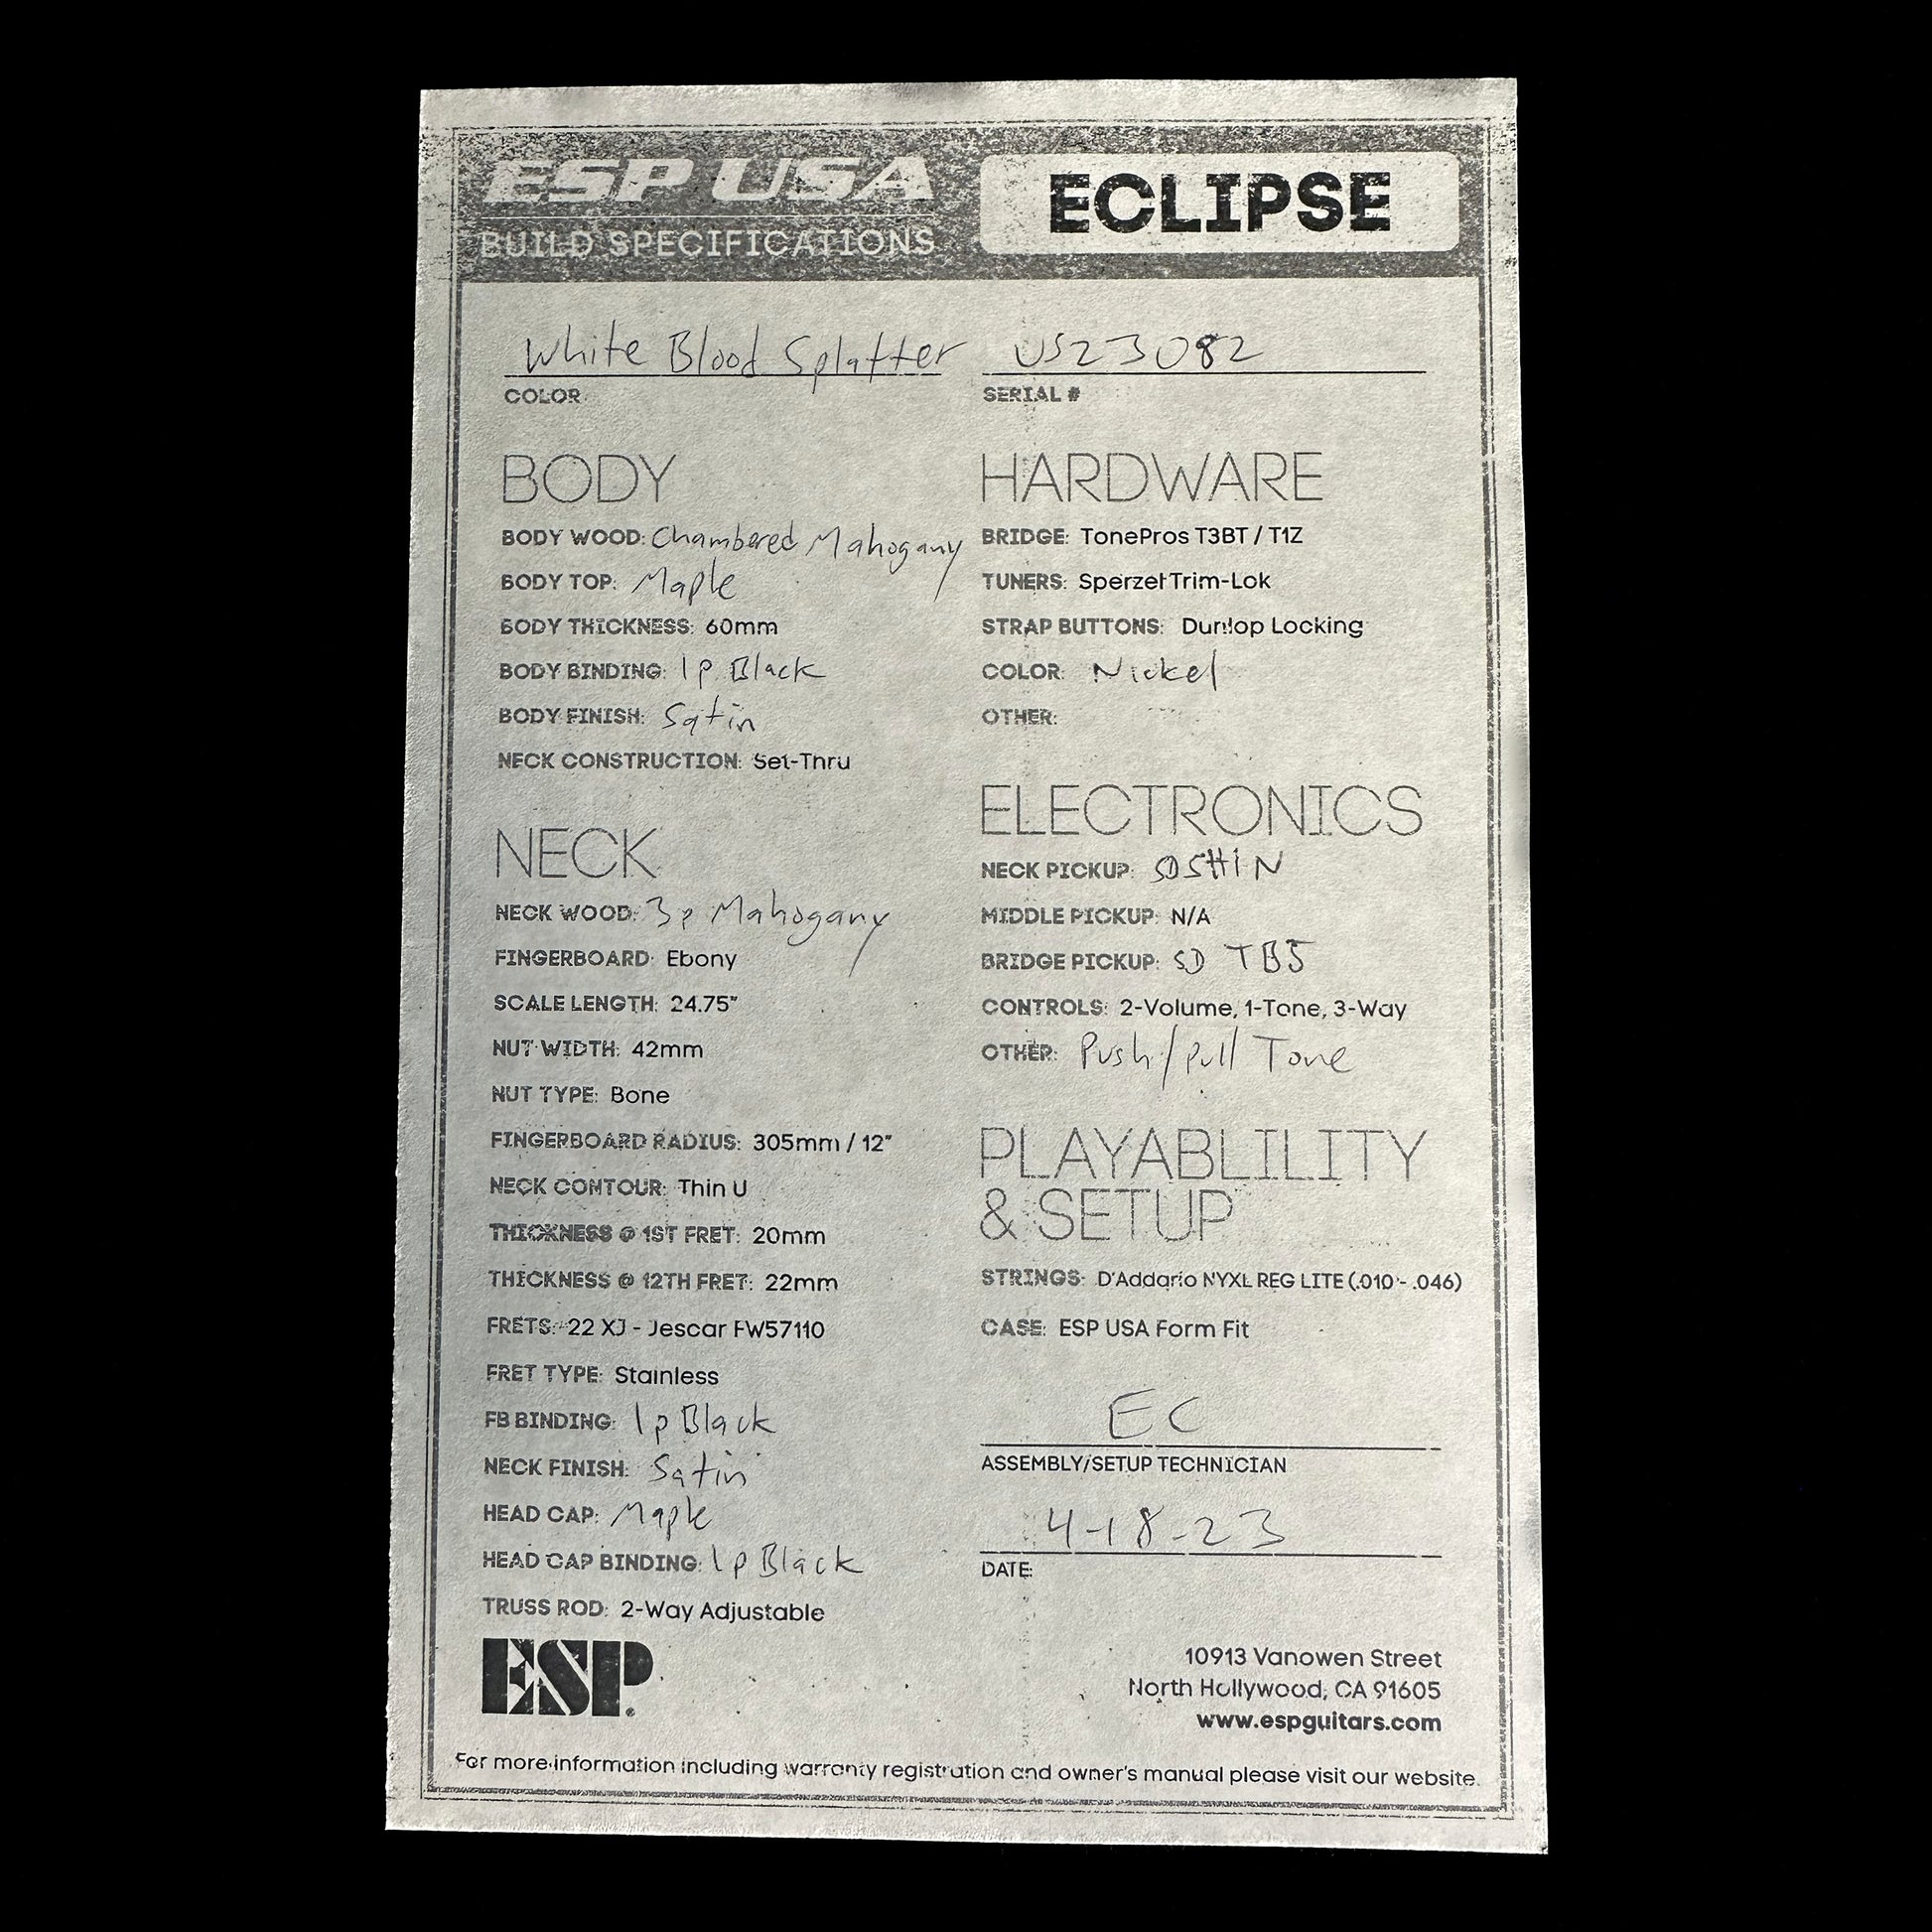 ESP USA
BUILD SPECIFICATIONS
ECLIPSE
White Blood Splatter
COLOR
US23082
SERIAL #
BODY
BODY WOOD: Chambered Mahogany
BODY TOP: Maple
BODY THICKNESS: 60mm
BODY BINDING: 1p Black
BODY FINISH: Satin
NECK CONSTRUCTION: Set-Thru
NECK
NECK WOOD: 3p Mahogany
FINGERBOARD: Ebony
SCALE LENGTH: 24.75"
NUT WIDTH: 42mm
NUT TYPE: Bone
FINGERBOARD RADIUS: 305mm / 12"
NECK CONTOUR: Thin U
THICKNESS @ 1ST FRET: 20mm
THICKNESS @ 12TH FRET: 22mm
FRETS: 22 XJ - Jescar FW57110
FRET TYPE: Stainless
FB BINDING: 1p Black
NECK FINISH: Satin
HEAD CAP: Maple
HEAD CAP BINDING: 1p Black
TRUSS ROD: 2-Way Adjustable
HARDWARE
BRIDGE: TonePros T3BT / T1Z
TUNERS: Sperzel Trim-Lok
STRAP BUTTONS: Dunlop Locking
COLOR: Nickel
OTHER:
ELECTRONICS
NECK PICKUP: SD SH1N
MIDDLE PICKUP: N/A
BRIDGE PICKUP: SD TB5
CONTROLS: 2-Volume, 1-Tone, 3-Way
OTHER: Push/pull Tone
PLAYABLILITY
& SETUP
STRINGS: D'Addario NYXL REG LITE (.010 - .046)
CASE: ESP USA Form Fit
EC
ASSEMBLY/SETUP TECHNICIAN
4-18-23
DATE:
ESP®
10913 Vanowen Street
North Hollywood, CA 91605
www.espguitars.com
For more information including warranty registration and owner's manual please visit our website.